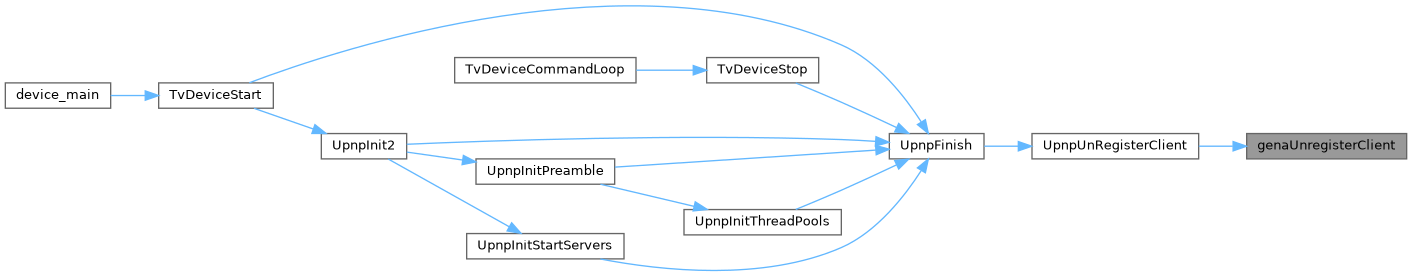 TvDeviceCommandLoop
TvDeviceStop
device_main
TvDeviceStart
UpnpInit2
UpnpFinish
UpnpUnRegisterClient
genaUnregisterClient
UpnpInitPreamble
UpnpInitThreadPools
UpnpInitStartServers